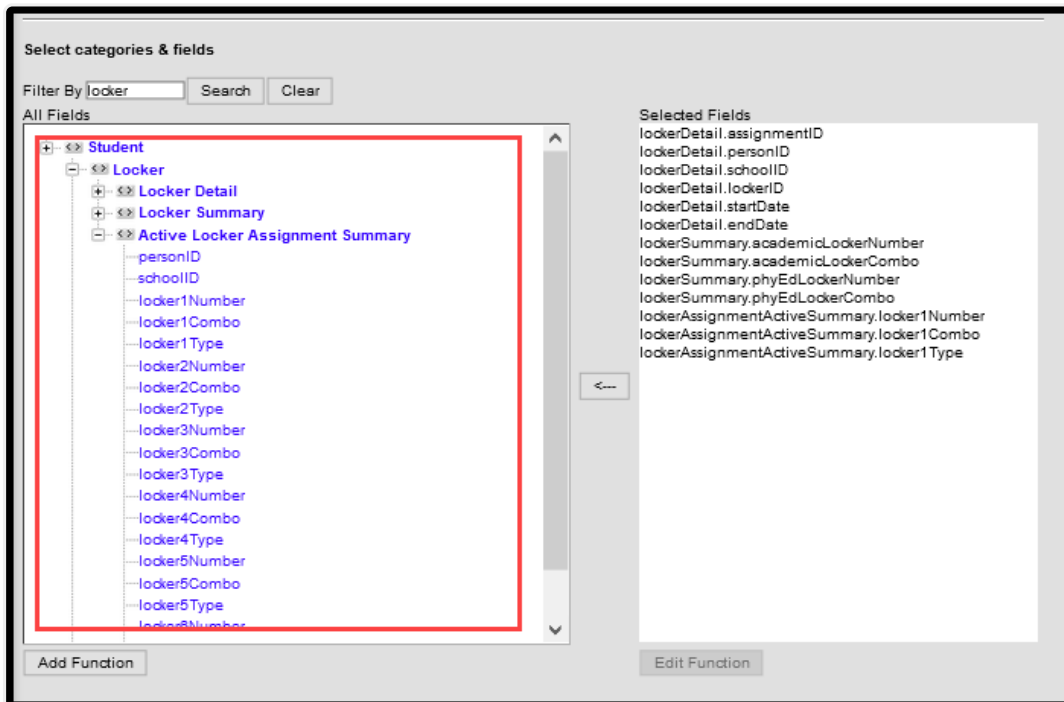 Select categories & fields
Filter By locker Search Clear
All Fields
Student
Locker
Locker Detail
Locker Summary
Active Locker Assignment Summary
personID
schoolID
locker1Number
locker1Combo
locker1Type
locker2Number
locker2Combo
locker2Type
locker3Number
locker3Combo
locker3Type
locker4Number
locker4Combo
locker4Type
locker5Number
locker5Combo
locker5Type
locker6Number
Add Function
<---
Selected Fields
lockerDetail.assignmentID
lockerDetail.personID
lockerDetail.schoolID
lockerDetail.lockerID
lockerDetail.startDate
lockerDetail.endDate
lockerSummary.academicLockerNumber
lockerSummary.academicLockerCombo
lockerSummary.phyEdLockerNumber
lockerSummary.phyEdLockerCombo
lockerAssignmentActiveSummary.locker1Number
lockerAssignmentActiveSummary.locker1Combo
lockerAssignmentActiveSummary.locker1Type
Edit Function